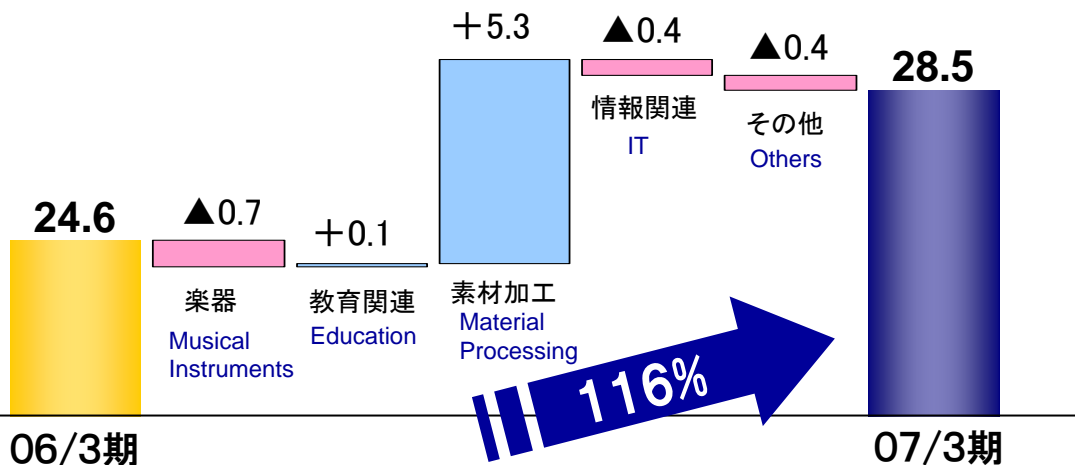 24.6
▲0.7
楽器
Musical
Instruments
＋0.1
教育関連
Education
＋5.3
素材加工
Material
Processing
▲0.4
情報関連
IT
▲0.4
その他
Others
28.5
116%
06/3期
07/3期